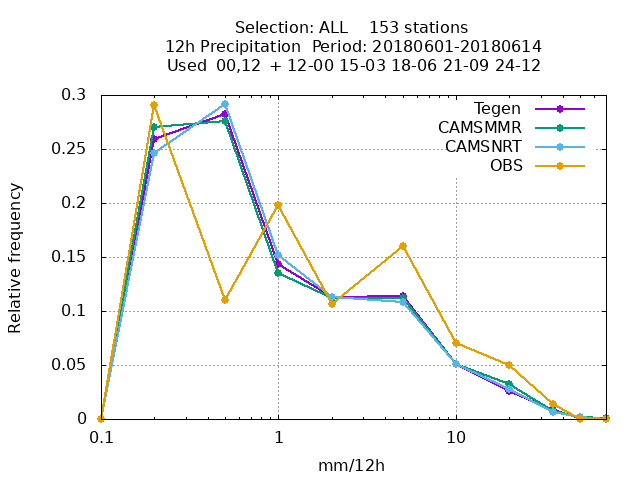 Selection: ALL    153 stations
12h Precipitation  Period: 20180601-20180614
Used  00,12  + 12-00 15-03 18-06 21-09 24-12
Tegen
CAMSMMR
CAMSNRT
OBS
0.3
0.25
0.2
0.15
0.1
0.05
0
Relative frequency
0.1
1
10
mm/12h